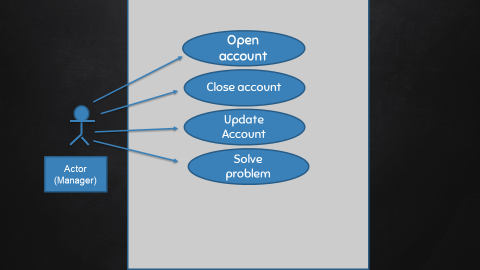 Open
account
Close account
Update
Account
Solve
problem
Actor
(Manager)